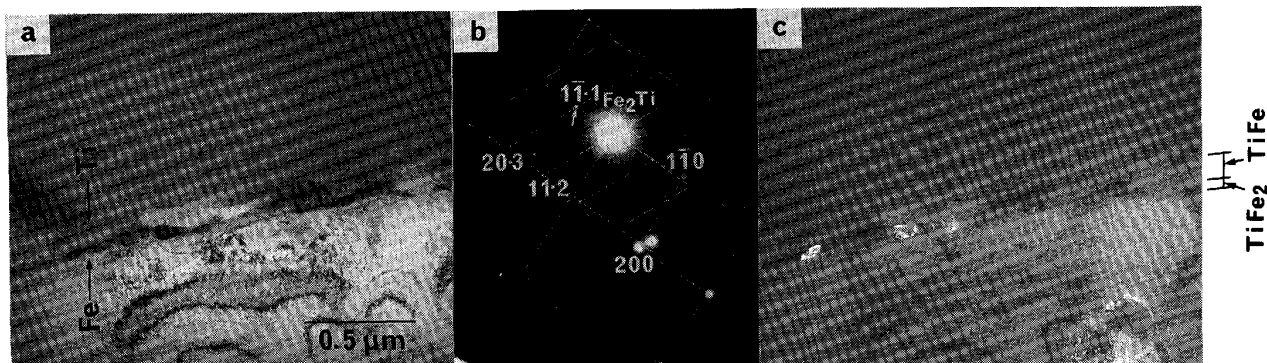 a
Ti
Fe
0.5 μm
b
11̄·1Fe₂Ti
20·3
11·2
11̄0
200
c
TiFe
TiFe₂